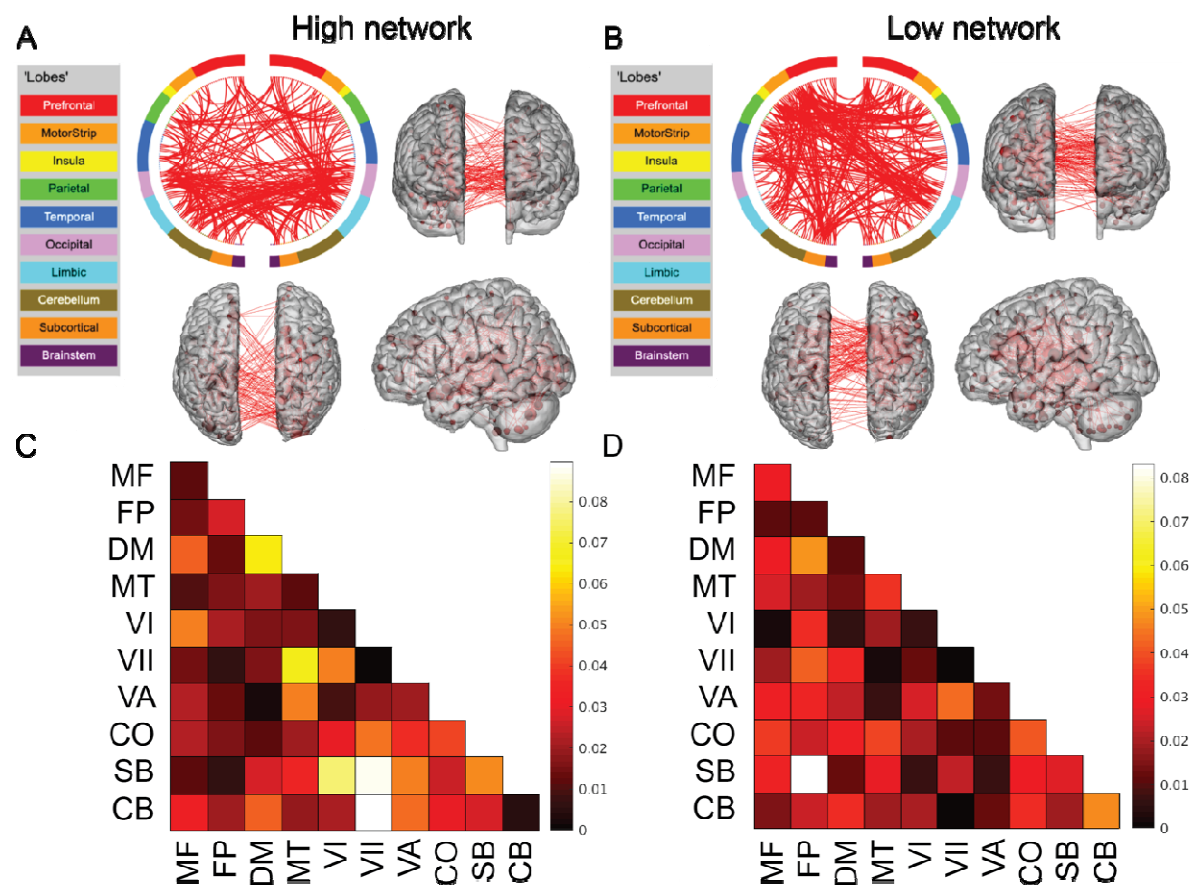 A
High network
'Lobes'
Prefrontal
MotorStrip
Insula
Parietal
Temporal
Occipital
Limbic
Cerebellum
Subcortical
Brainstem
B
Low network
'Lobes'
Prefrontal
MotorStrip
Insula
Parietal
Temporal
Occipital
Limbic
Cerebellum
Subcortical
Brainstem
C
MF
FP
DM
MT
VI
VII
VA
CO
SB
CB
MF FP DM MT VI VII VA CO SB CB
0.08
0.07
0.06
0.05
0.04
0.03
0.02
0.01
0
D
MF
FP
DM
MT
VI
VII
VA
CO
SB
CB
MF FP DM MT VI VII VA CO SB CB
0.08
0.07
0.06
0.05
0.04
0.03
0.02
0.01
0